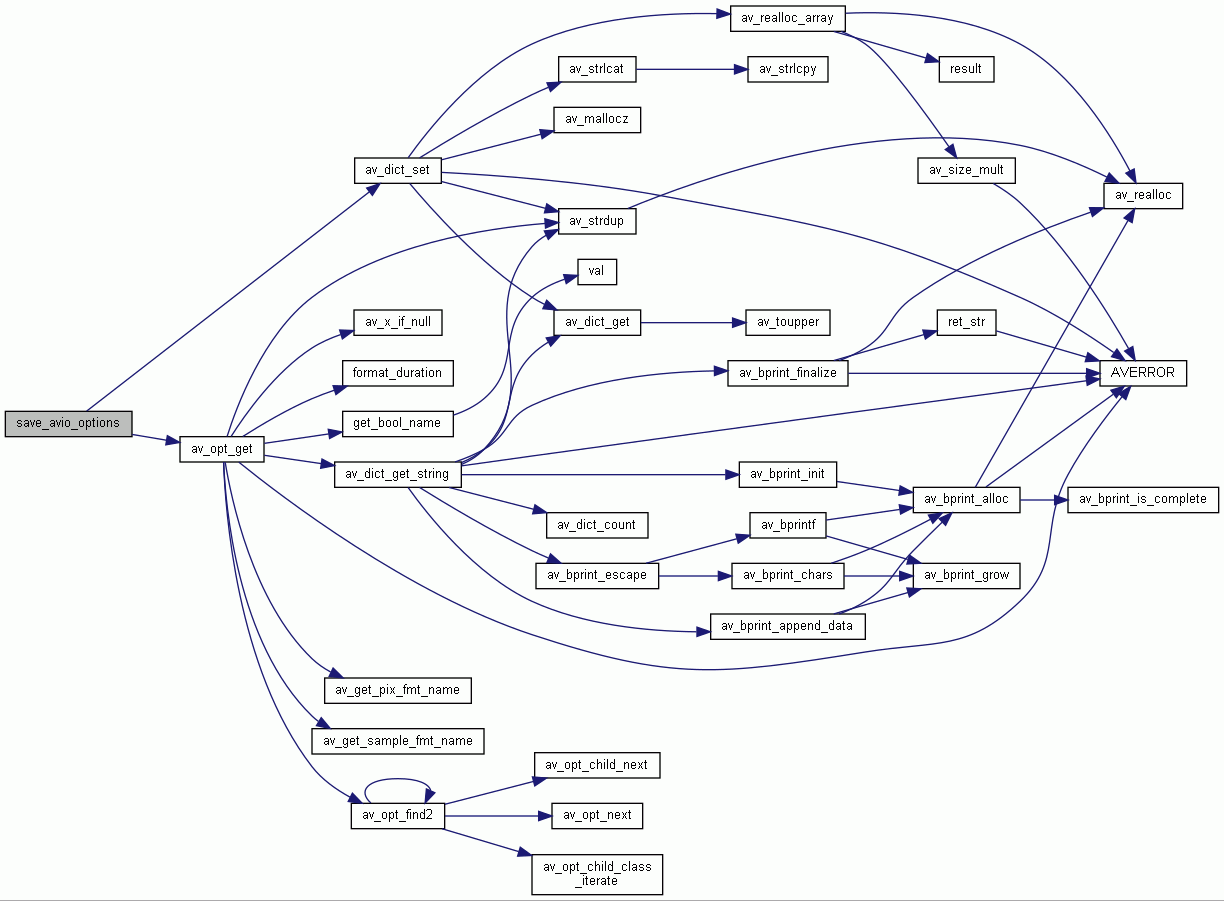 av_realloc_array
av_strlcat
av_strlcpy
result
av_mallocz
av_dict_set
av_size_mult
av_realloc
av_strdup
val
av_x_if_null
av_dict_get
av_toupper
ret_str
format_duration
av_bprint_finalize
AVERROR
save_avio_options
get_bool_name
av_opt_get
av_dict_get_string
av_bprint_init
av_bprint_alloc
av_bprint_is_complete
av_dict_count
av_bprintf
av_bprint_escape
av_bprint_chars
av_bprint_grow
av_bprint_append_data
av_get_pix_fmt_name
av_get_sample_fmt_name
av_opt_child_next
av_opt_find2
av_opt_next
av_opt_child_class
_iterate